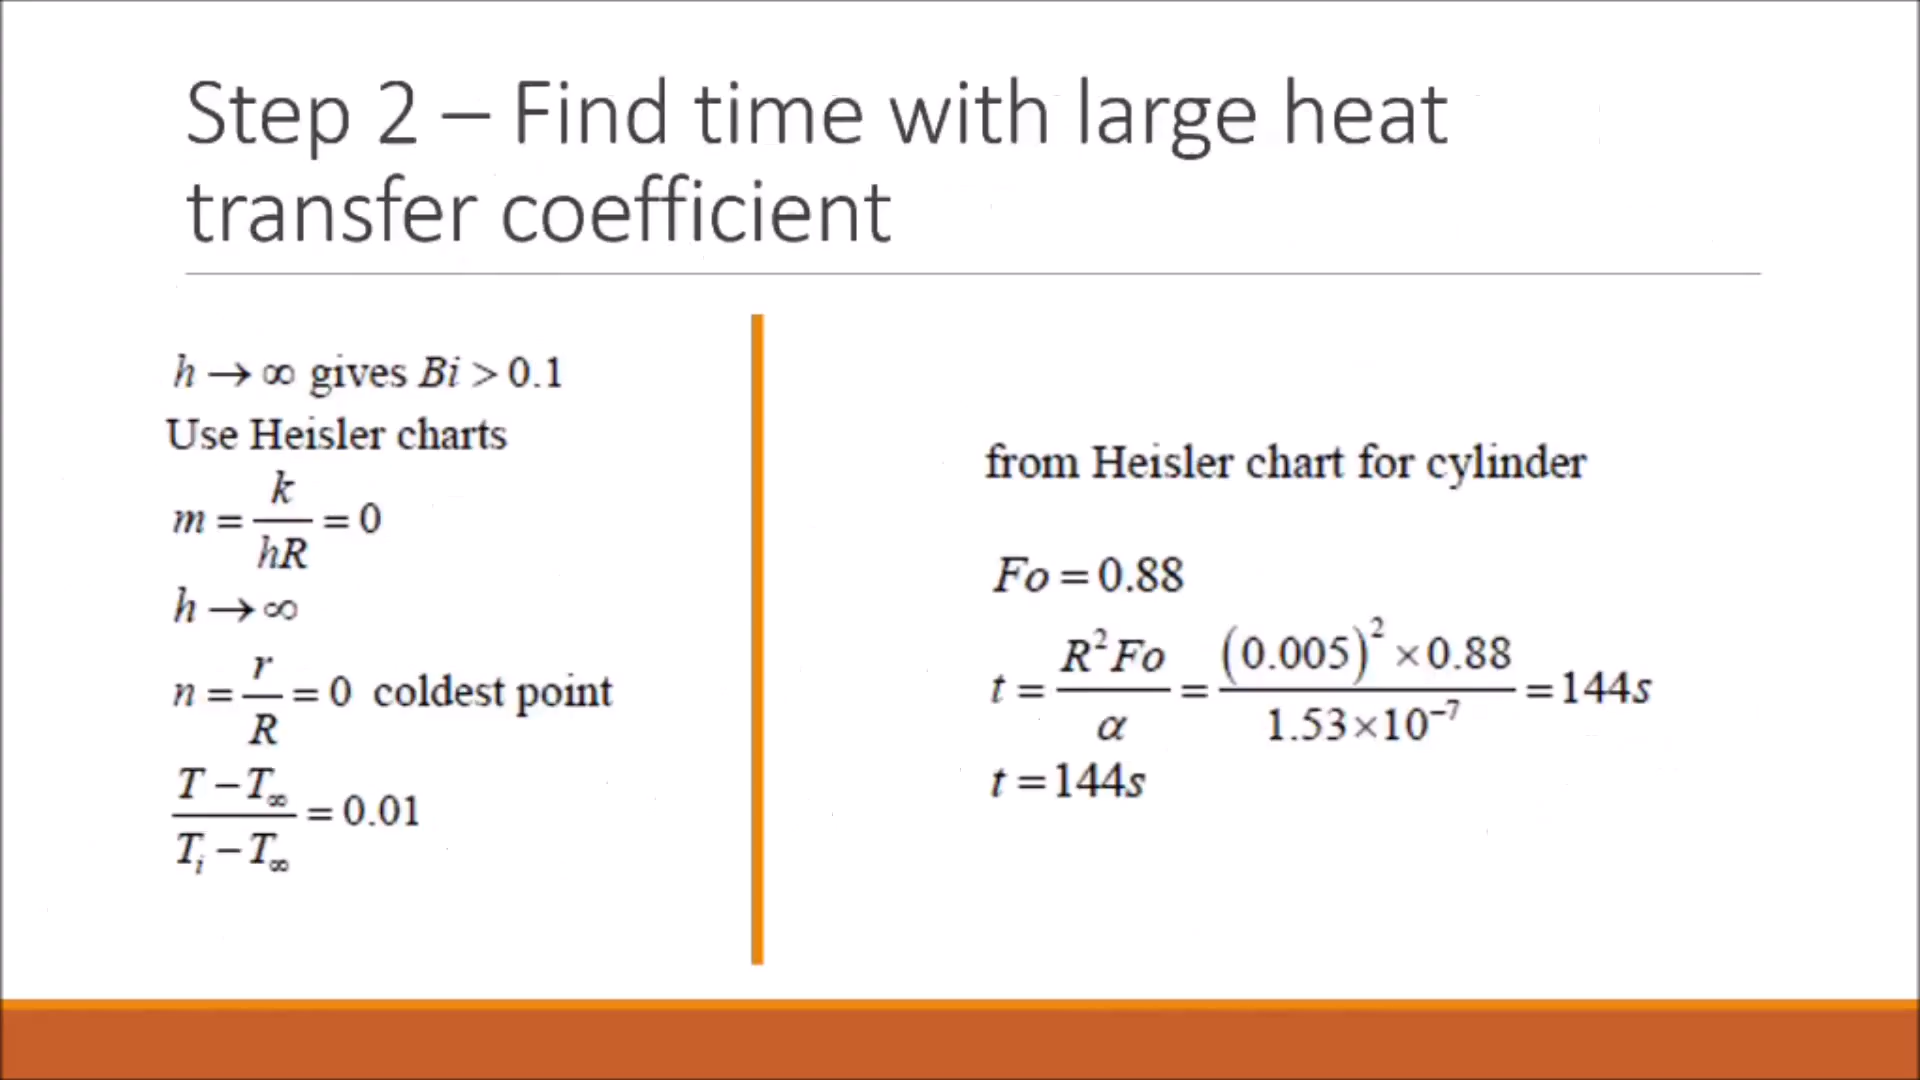 Step 2 – Find time with large heat
transfer coefficient
h → ∞ gives Bi > 0.1
Use Heisler charts
m = k / hR = 0
h → ∞
n = r / R = 0 coldest point
(T − T∞) / (Tᵢ − T∞) = 0.01
from Heisler chart for cylinder
Fo = 0.88
t = R²Fo / α = (0.005)² × 0.88 / 1.53×10⁻⁷ = 144s
t = 144s